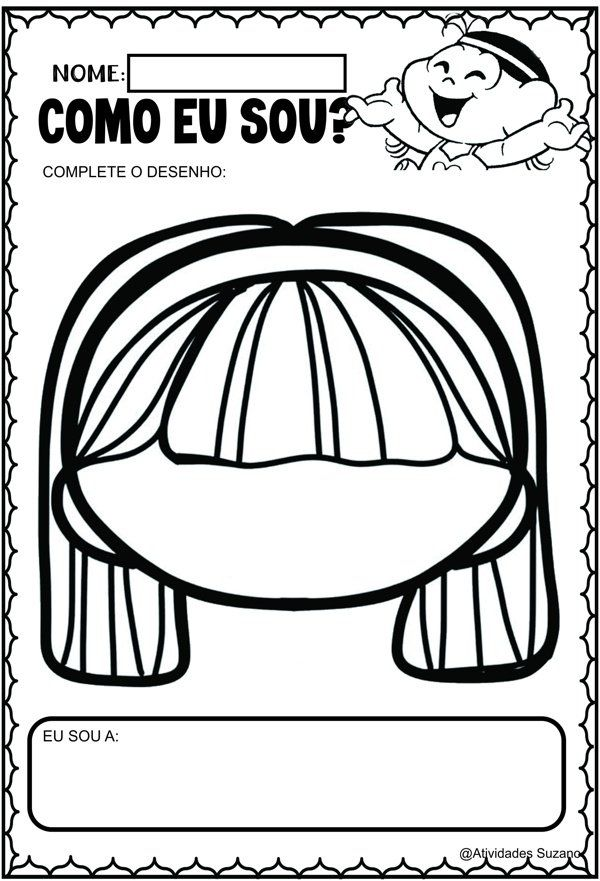 NOME:
COMO EU SOU?
COMPLETE O DESENHO:
EU SOU A:
@Atividades Suzano